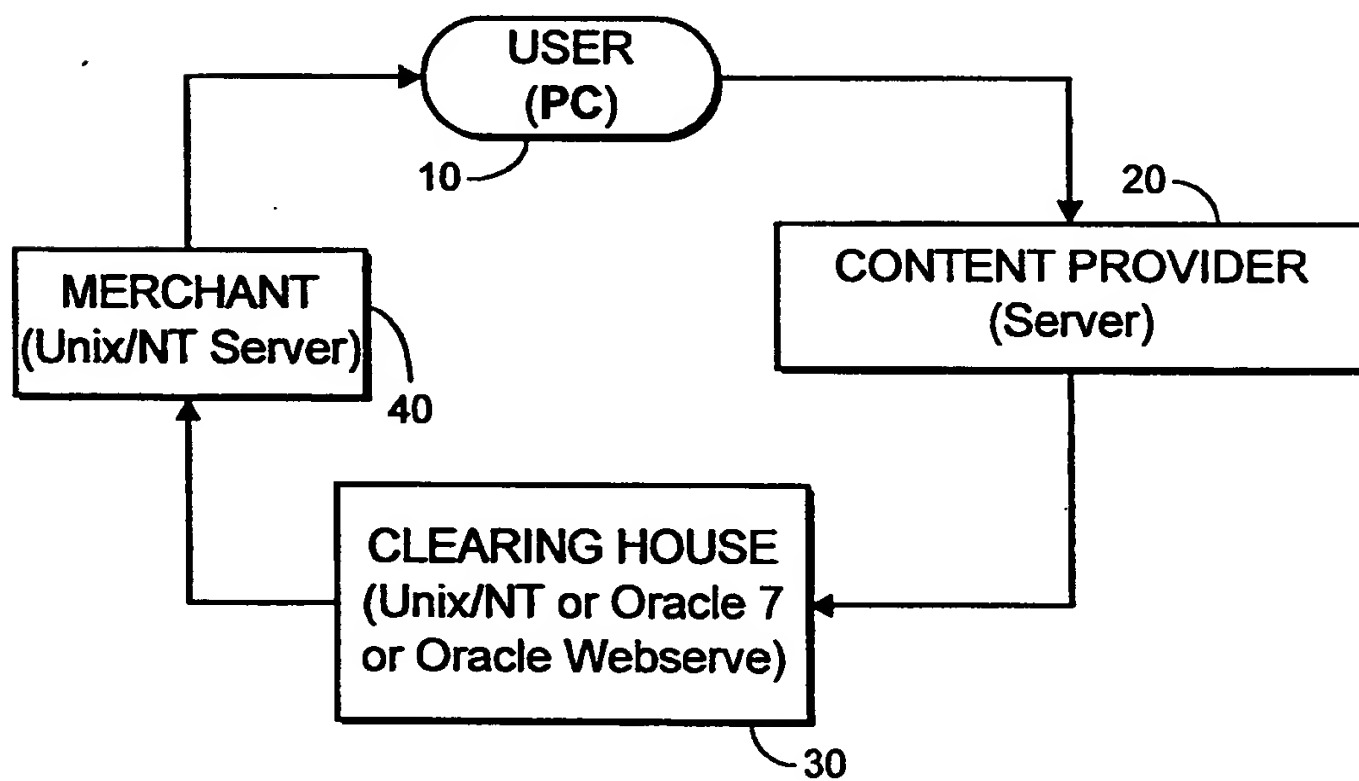 USER
(PC)
10
20
CONTENT PROVIDER
(Server)
MERCHANT
(Unix/NT Server)
40
CLEARING HOUSE
(Unix/NT or Oracle 7
or Oracle Webserve)
30